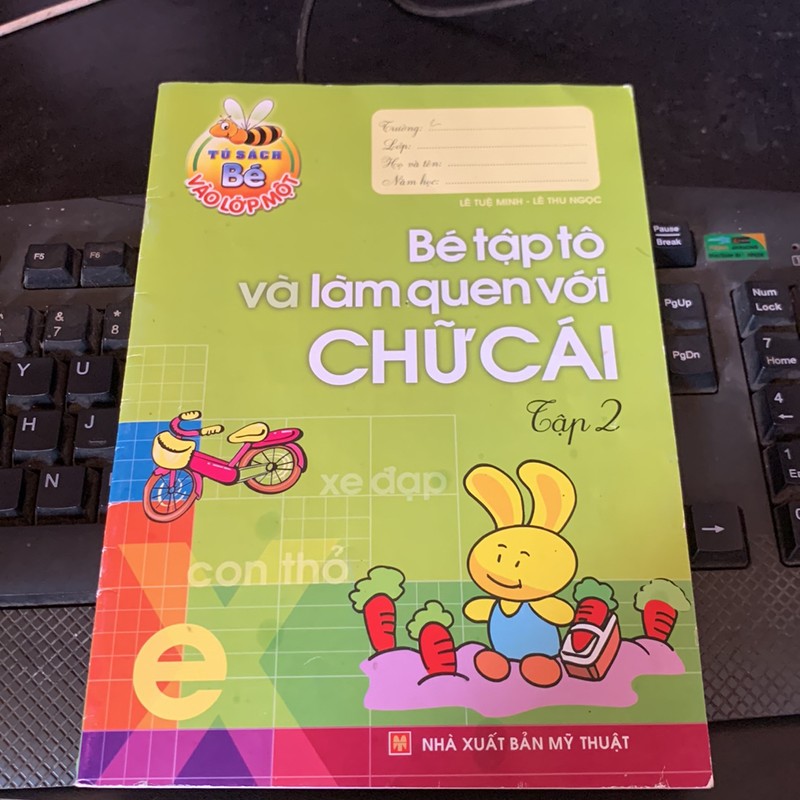 TỦ SÁCH
Bé
VÀO LỚP MỘT
Trường:
Lớp:
Họ và tên:
Năm học:
LÊ TUỆ MINH - LÊ THU NGỌC
Bé tập tô
và làm quen với
CHỮ CÁI
Tập 2
xe đạp
con thỏ
x
e
NHÀ XUẤT BẢN MỸ THUẬT
F5
F6
&
7
*
8
Y
U
H
J
N
Pause
Break
PgUp
PgDn
Num
Lock
7
Home
4
←
1
→